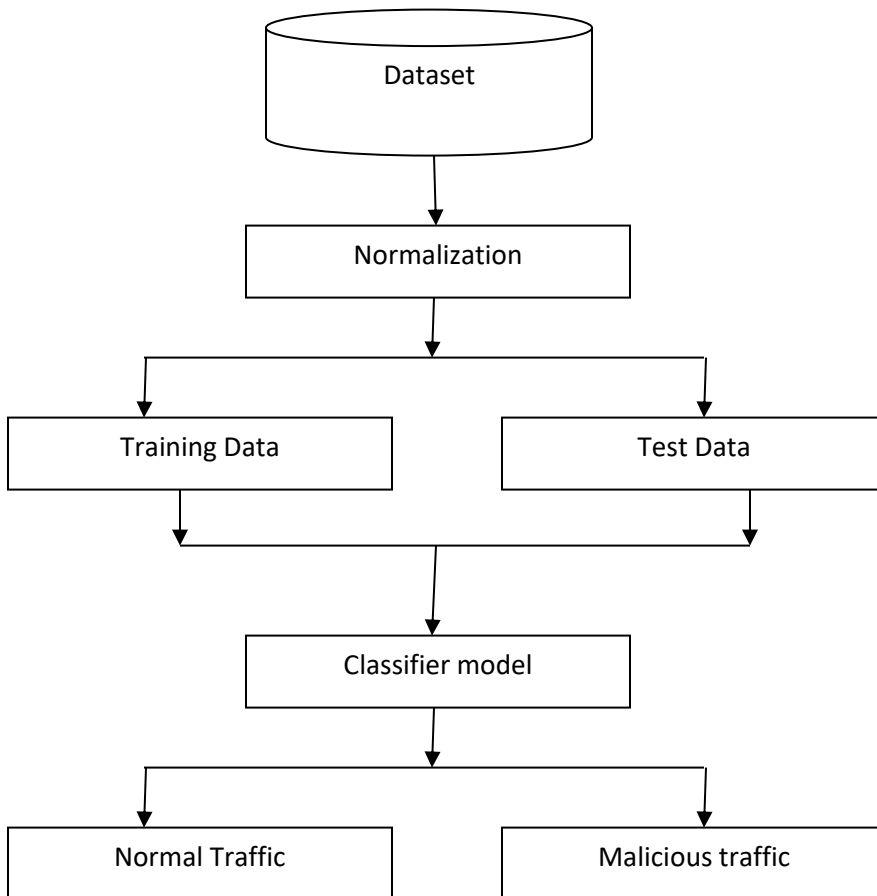 Dataset
Normalization
Training Data
Test Data
Classifier model
Normal Traffic
Malicious traffic